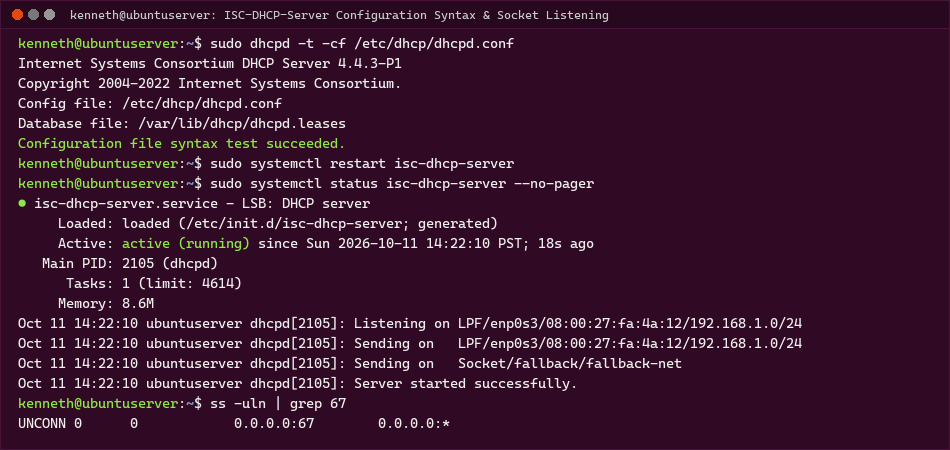 kenneth@ubuntuserver: ISC-DHCP-Server Configuration Syntax & Socket Listening
kenneth@ubuntuserver:~$ sudo dhcpd -t -cf /etc/dhcp/dhcpd.conf
Internet Systems Consortium DHCP Server 4.4.3-P1
Copyright 2004-2022 Internet Systems Consortium.
Config file: /etc/dhcp/dhcpd.conf
Database file: /var/lib/dhcp/dhcpd.leases
Configuration file syntax test succeeded.
kenneth@ubuntuserver:~$ sudo systemctl restart isc-dhcp-server
kenneth@ubuntuserver:~$ sudo systemctl status isc-dhcp-server --no-pager
● isc-dhcp-server.service - LSB: DHCP server
     Loaded: loaded (/etc/init.d/isc-dhcp-server; generated)
     Active: active (running) since Sun 2026-10-11 14:22:10 PST; 18s ago
   Main PID: 2105 (dhcpd)
      Tasks: 1 (limit: 4614)
     Memory: 8.6M
Oct 11 14:22:10 ubuntuserver dhcpd[2105]: Listening on LPF/enp0s3/08:00:27:fa:4a:12/192.168.1.0/24
Oct 11 14:22:10 ubuntuserver dhcpd[2105]: Sending on   LPF/enp0s3/08:00:27:fa:4a:12/192.168.1.0/24
Oct 11 14:22:10 ubuntuserver dhcpd[2105]: Sending on   Socket/fallback/fallback-net
Oct 11 14:22:10 ubuntuserver dhcpd[2105]: Server started successfully.
kenneth@ubuntuserver:~$ ss -uln | grep 67
UNCONN 0      0            0.0.0.0:67        0.0.0.0:*